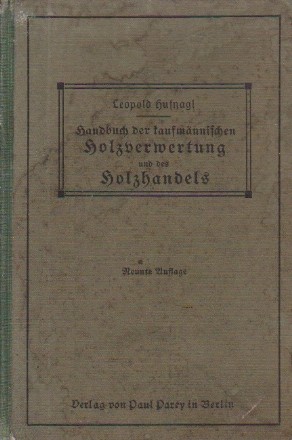 Leopold Hufnagl
Handbuch der kaufmännischen
Holzverwertung
und des
Holzhandels
Neunte Auflage
Verlag von Paul Parey in Berlin